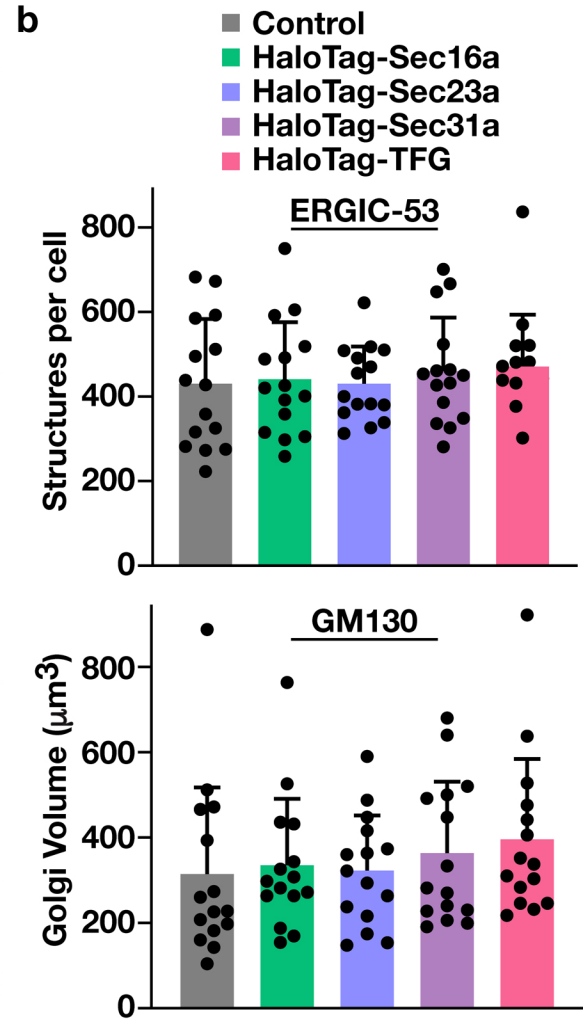 b
Control
HaloTag-Sec16a
HaloTag-Sec23a
HaloTag-Sec31a
HaloTag-TFG
ERGIC-53
Structures per cell
800
600
400
200
0
GM130
Golgi Volume (μm3)
800
600
400
200
0